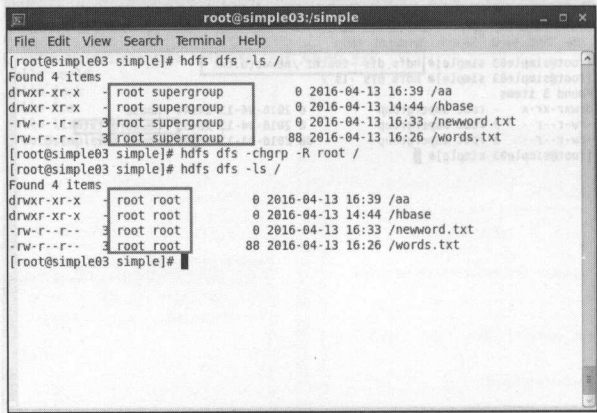 root@simple03:/simple
File Edit View Search Terminal Help
[root@simple03 simple]# hdfs dfs -ls /
Found 4 items
drwxr-xr-x - root supergroup 0 2016-04-13 16:39 /aa
drwxr-xr-x - root supergroup 0 2016-04-13 14:44 /hbase
-rw-r--r-- 3 root supergroup 0 2016-04-13 16:33 /newword.txt
-rw-r--r-- 3 root supergroup 88 2016-04-13 16:26 /words.txt
[root@simple03 simple]# hdfs dfs -chgrp -R root /
[root@simple03 simple]# hdfs dfs -ls /
Found 4 items
drwxr-xr-x - root root 0 2016-04-13 16:39 /aa
drwxr-xr-x - root root 0 2016-04-13 14:44 /hbase
-rw-r--r-- 3 root root 0 2016-04-13 16:33 /newword.txt
-rw-r--r-- 3 root root 88 2016-04-13 16:26 /words.txt
[root@simple03 simple]#